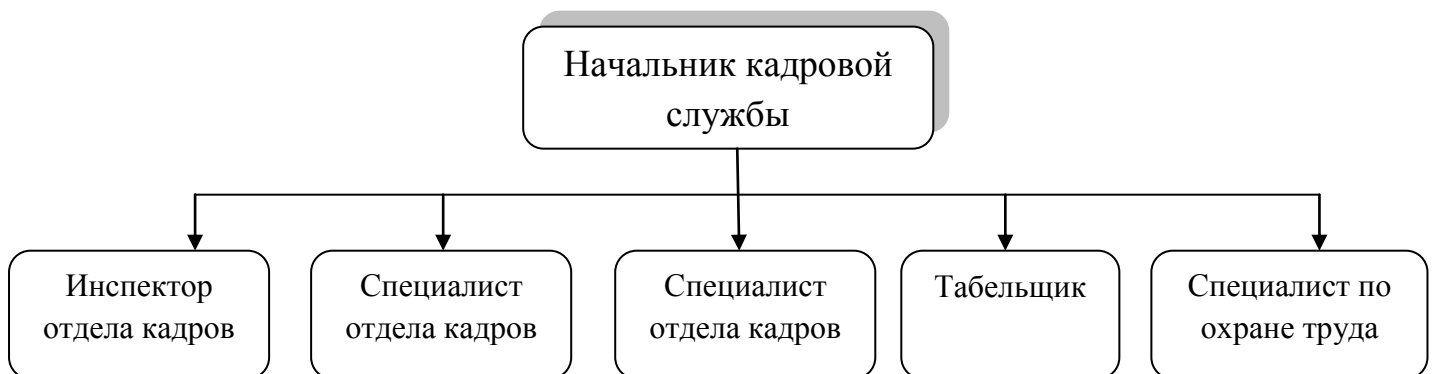 Начальник кадровой
службы
Инспектор
отдела кадров
Специалист
отдела кадров
Специалист
отдела кадров
Табельщик
Специалист по
охране труда